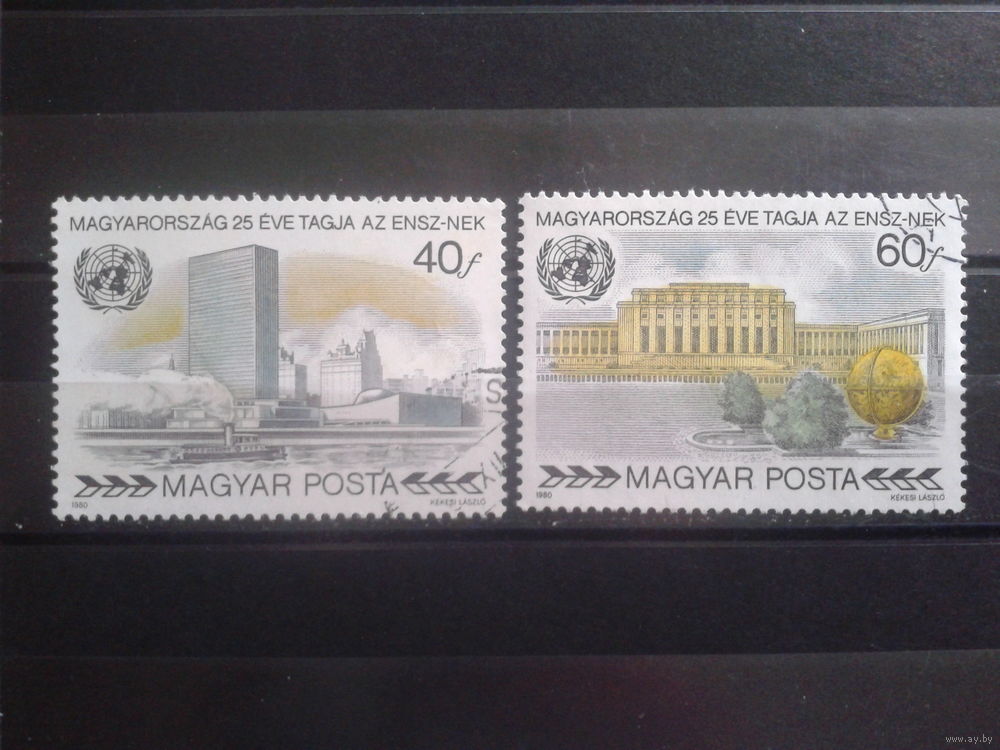 MAGYARORSZÁG 25 ÉVE TAGJA AZ ENSZ-NEK
40f
MAGYAR POSTA
1980
KÉKESI LÁSZLÓ
MAGYARORSZÁG 25 ÉVE TAGJA AZ ENSZ-NEK
60f
MAGYAR POSTA
1980
KÉKESI LÁSZLÓ
www.ay.by